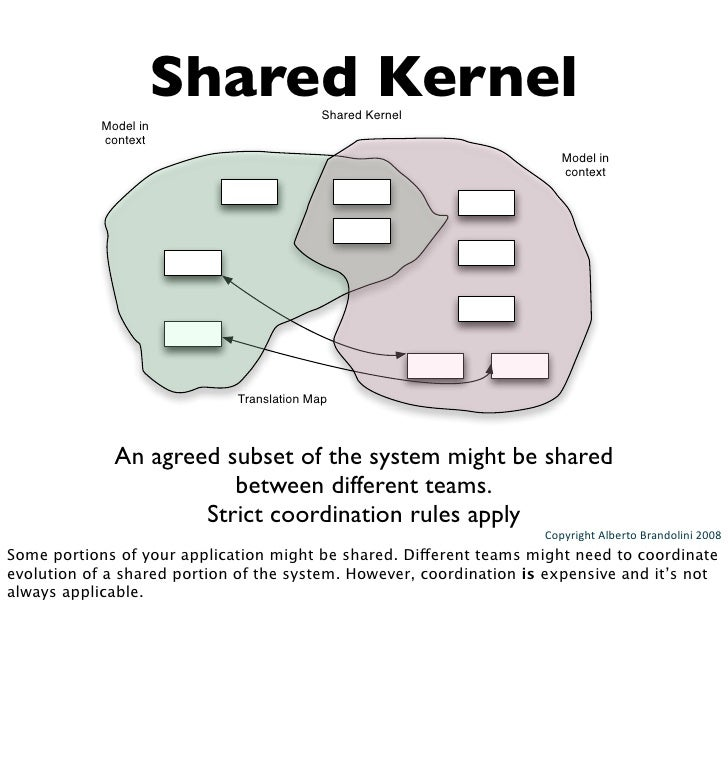 Shared Kernel
Shared Kernel
Model in
context
Model in
context
Translation Map
An agreed subset of the system might be shared
between different teams.
Strict coordination rules apply
Copyright Alberto Brandolini 2008
Some portions of your application might be shared. Different teams might need to coordinate
evolution of a shared portion of the system. However, coordination is expensive and it’s not
always applicable.